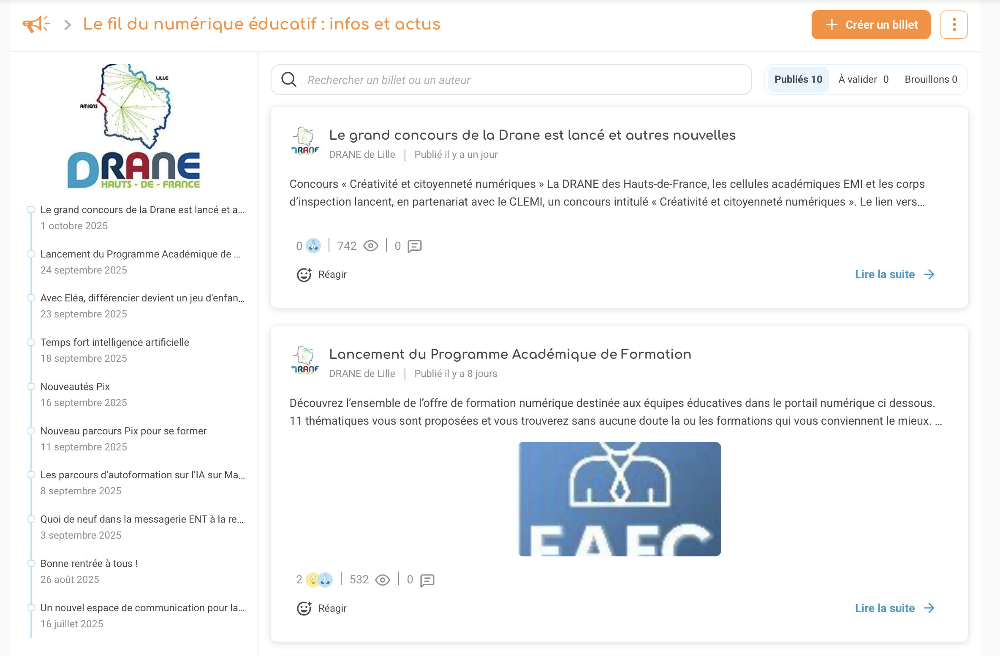 Le fil du numérique éducatif : infos et actus
Créer un billet
LILLE
AMIENS
DRANE
HAUTS - DE - FRANCE
Le grand concours de la Drane est lancé et a...
1 octobre 2025
Lancement du Programme Académique de ...
24 septembre 2025
Avec Eléa, différencier devient un jeu d'enfan...
23 septembre 2025
Temps fort intelligence artificielle
18 septembre 2025
Nouveautés Pix
16 septembre 2025
Nouveau parcours Pix pour se former
11 septembre 2025
Les parcours d’autoformation sur l’IA sur Ma...
8 septembre 2025
Quoi de neuf dans la messagerie ENT à la re...
3 septembre 2025
Bonne rentrée à tous !
26 août 2025
Un nouvel espace de communication pour la...
16 juillet 2025
Rechercher un billet ou un auteur
Publiés 10 À valider 0 Brouillons 0
Le grand concours de la Drane est lancé et autres nouvelles
DRANE de Lille | Publié il y a un jour
Concours « Créativité et citoyenneté numériques » La DRANE des Hauts-de-France, les cellules académiques EMI et les corps
d’inspection lancent, en partenariat avec le CLEMI, un concours intitulé « Créativité et citoyenneté numériques ». Le lien vers...
0 | 742 | 0
Réagir
Lire la suite
Lancement du Programme Académique de Formation
DRANE de Lille | Publié il y a 8 jours
Découvrez l’ensemble de l’offre de formation numérique destinée aux équipes éducatives dans le portail numérique ci dessous.
11 thématiques vous sont proposées et vous trouverez sans aucune doute la ou les formations qui vous conviennent le mieux. ...
EAFC
2 | 532 | 0
Réagir
Lire la suite